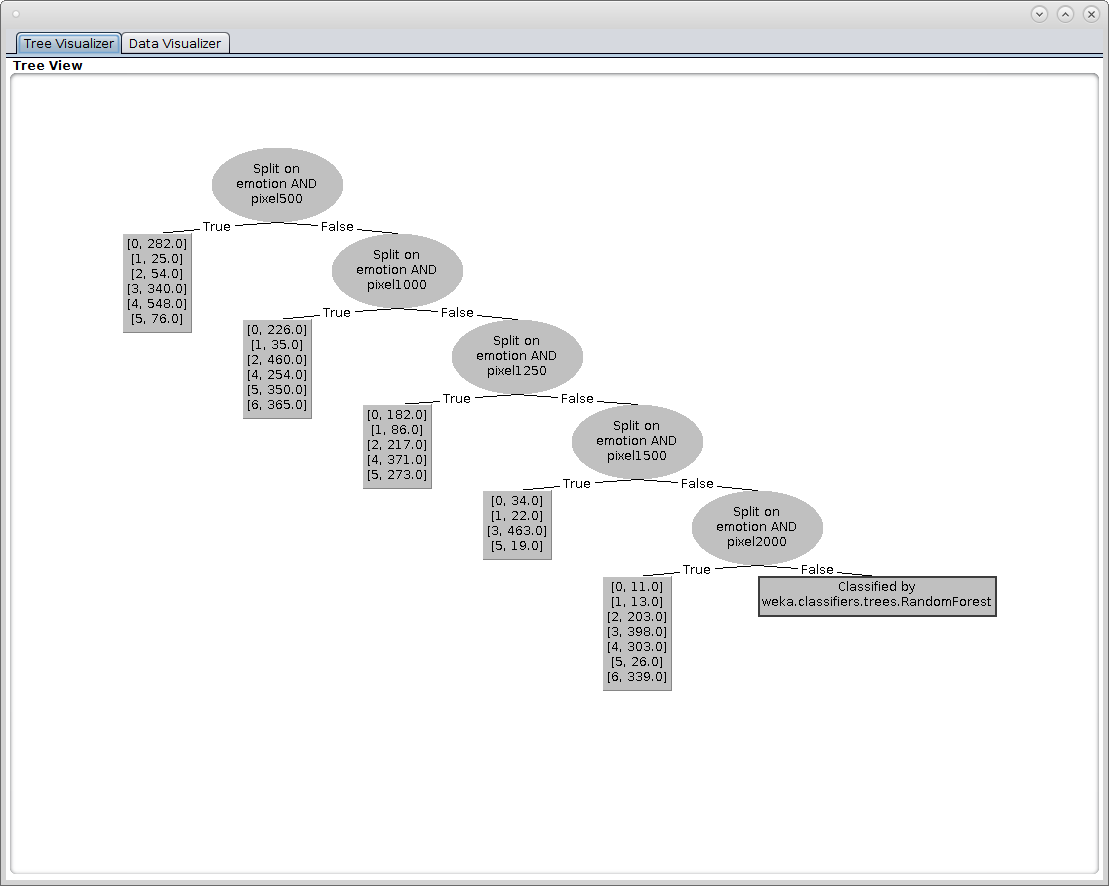 Tree Visualizer
Data Visualizer
Tree View
Split on
emotion AND
pixel500
True
False
[0, 282.0]
[1, 25.0]
[2, 54.0]
[3, 340.0]
[4, 548.0]
[5, 76.0]
Split on
emotion AND
pixel1000
True
False
[0, 226.0]
[1, 35.0]
[2, 460.0]
[4, 254.0]
[5, 350.0]
[6, 365.0]
Split on
emotion AND
pixel1250
True
False
[0, 182.0]
[1, 86.0]
[2, 217.0]
[4, 371.0]
[5, 273.0]
Split on
emotion AND
pixel1500
True
False
[0, 34.0]
[1, 22.0]
[3, 463.0]
[5, 19.0]
Split on
emotion AND
pixel2000
True
False
[0, 11.0]
[1, 13.0]
[2, 203.0]
[3, 398.0]
[4, 303.0]
[5, 26.0]
[6, 339.0]
Classified by
weka.classifiers.trees.RandomForest